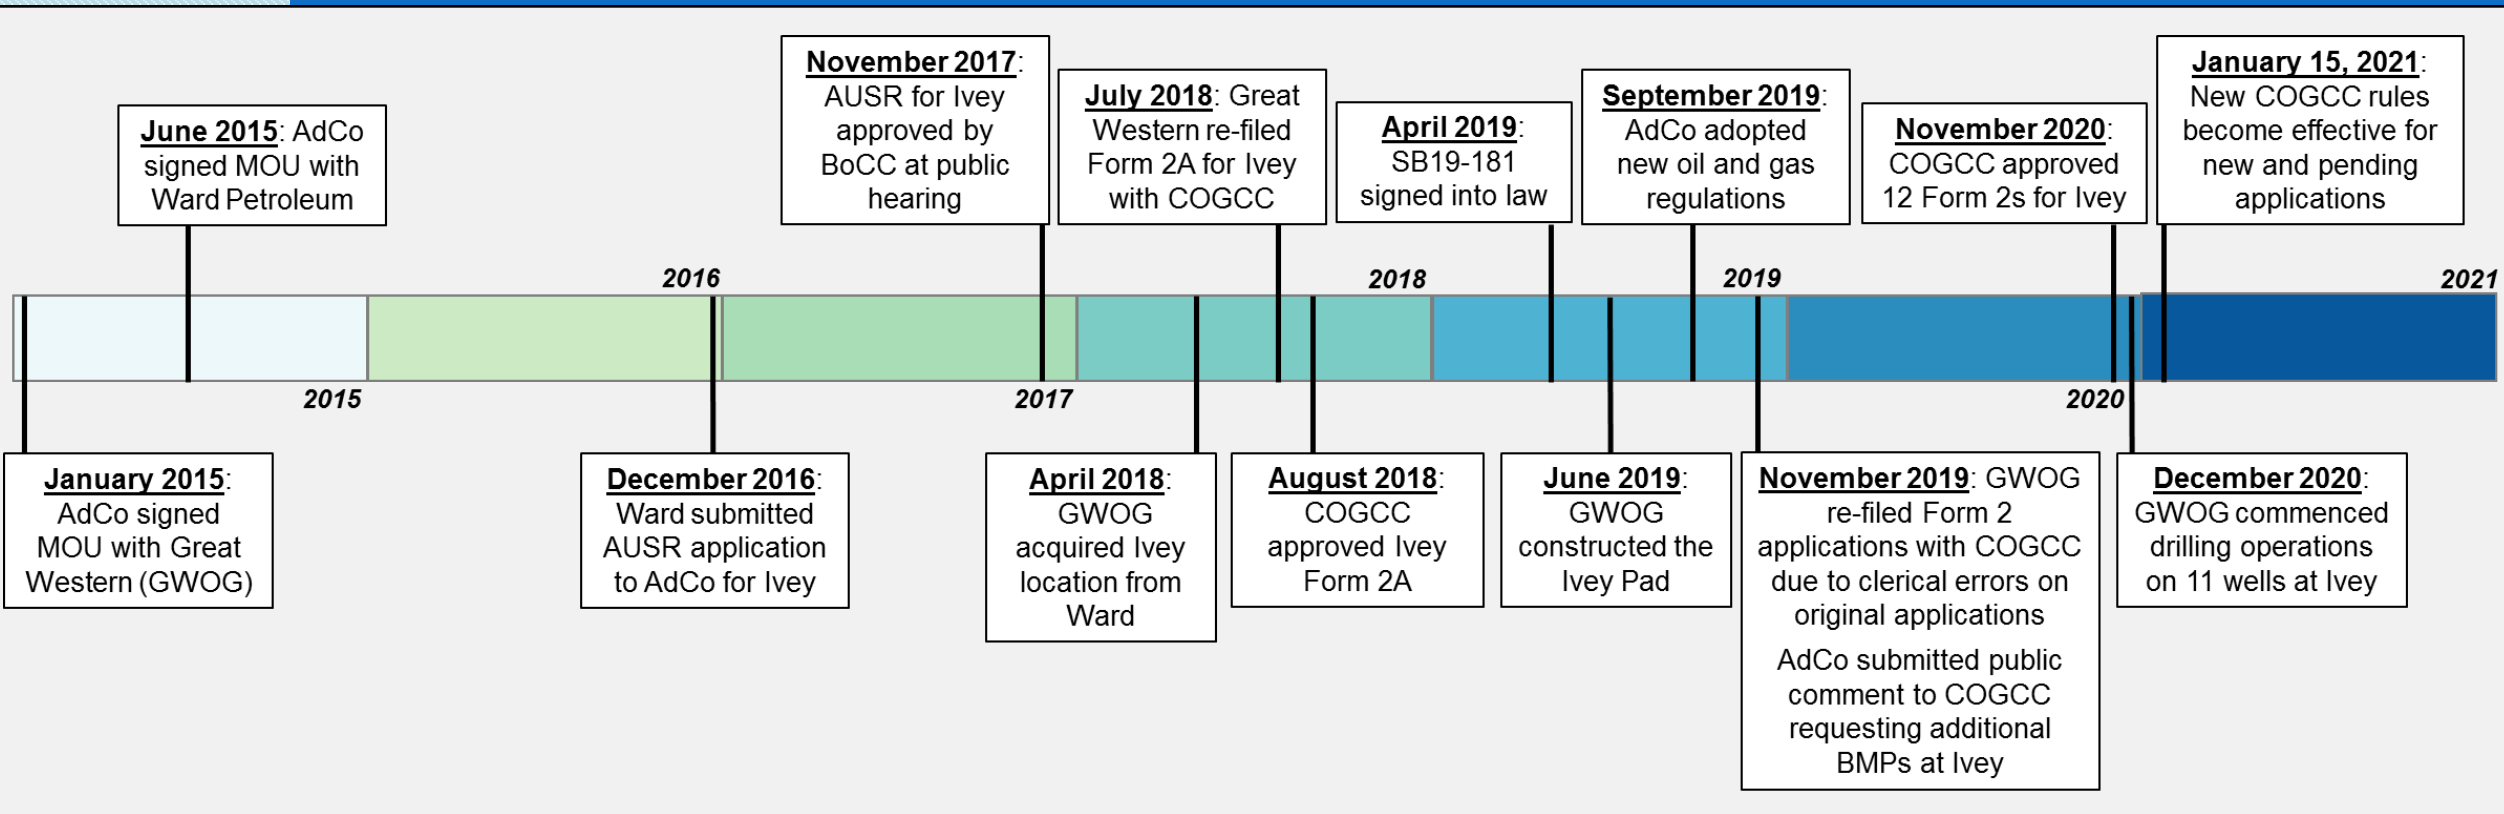 November 2017:
AUSR for Ivey
approved by
BoCC at public
hearing
January 15, 2021:
New COGCC rules
become effective for
new and pending
applications
July 2018: Great
Western re-filed
Form 2A for Ivey
with COGCC
September 2019:
AdCo adopted
new oil and gas
regulations
June 2015: AdCo
signed MOU with
Ward Petroleum
April 2019:
SB19-181
signed into law
November 2020:
COGCC approved
12 Form 2s for Ivey
2016
2018
2019
2021
2015
2017
2020
January 2015:
AdCo signed
MOU with Great
Western (GWOG)
December 2016:
Ward submitted
AUSR application
to AdCo for Ivey
April 2018:
GWOG
acquired Ivey
location from
Ward
August 2018:
COGCC
approved Ivey
Form 2A
June 2019:
GWOG
constructed the
Ivey Pad
November 2019: GWOG
re-filed Form 2
applications with COGCC
due to clerical errors on
original applications
AdCo submitted public
comment to COGCC
requesting additional
BMPs at Ivey
December 2020:
GWOG commenced
drilling operations
on 11 wells at Ivey